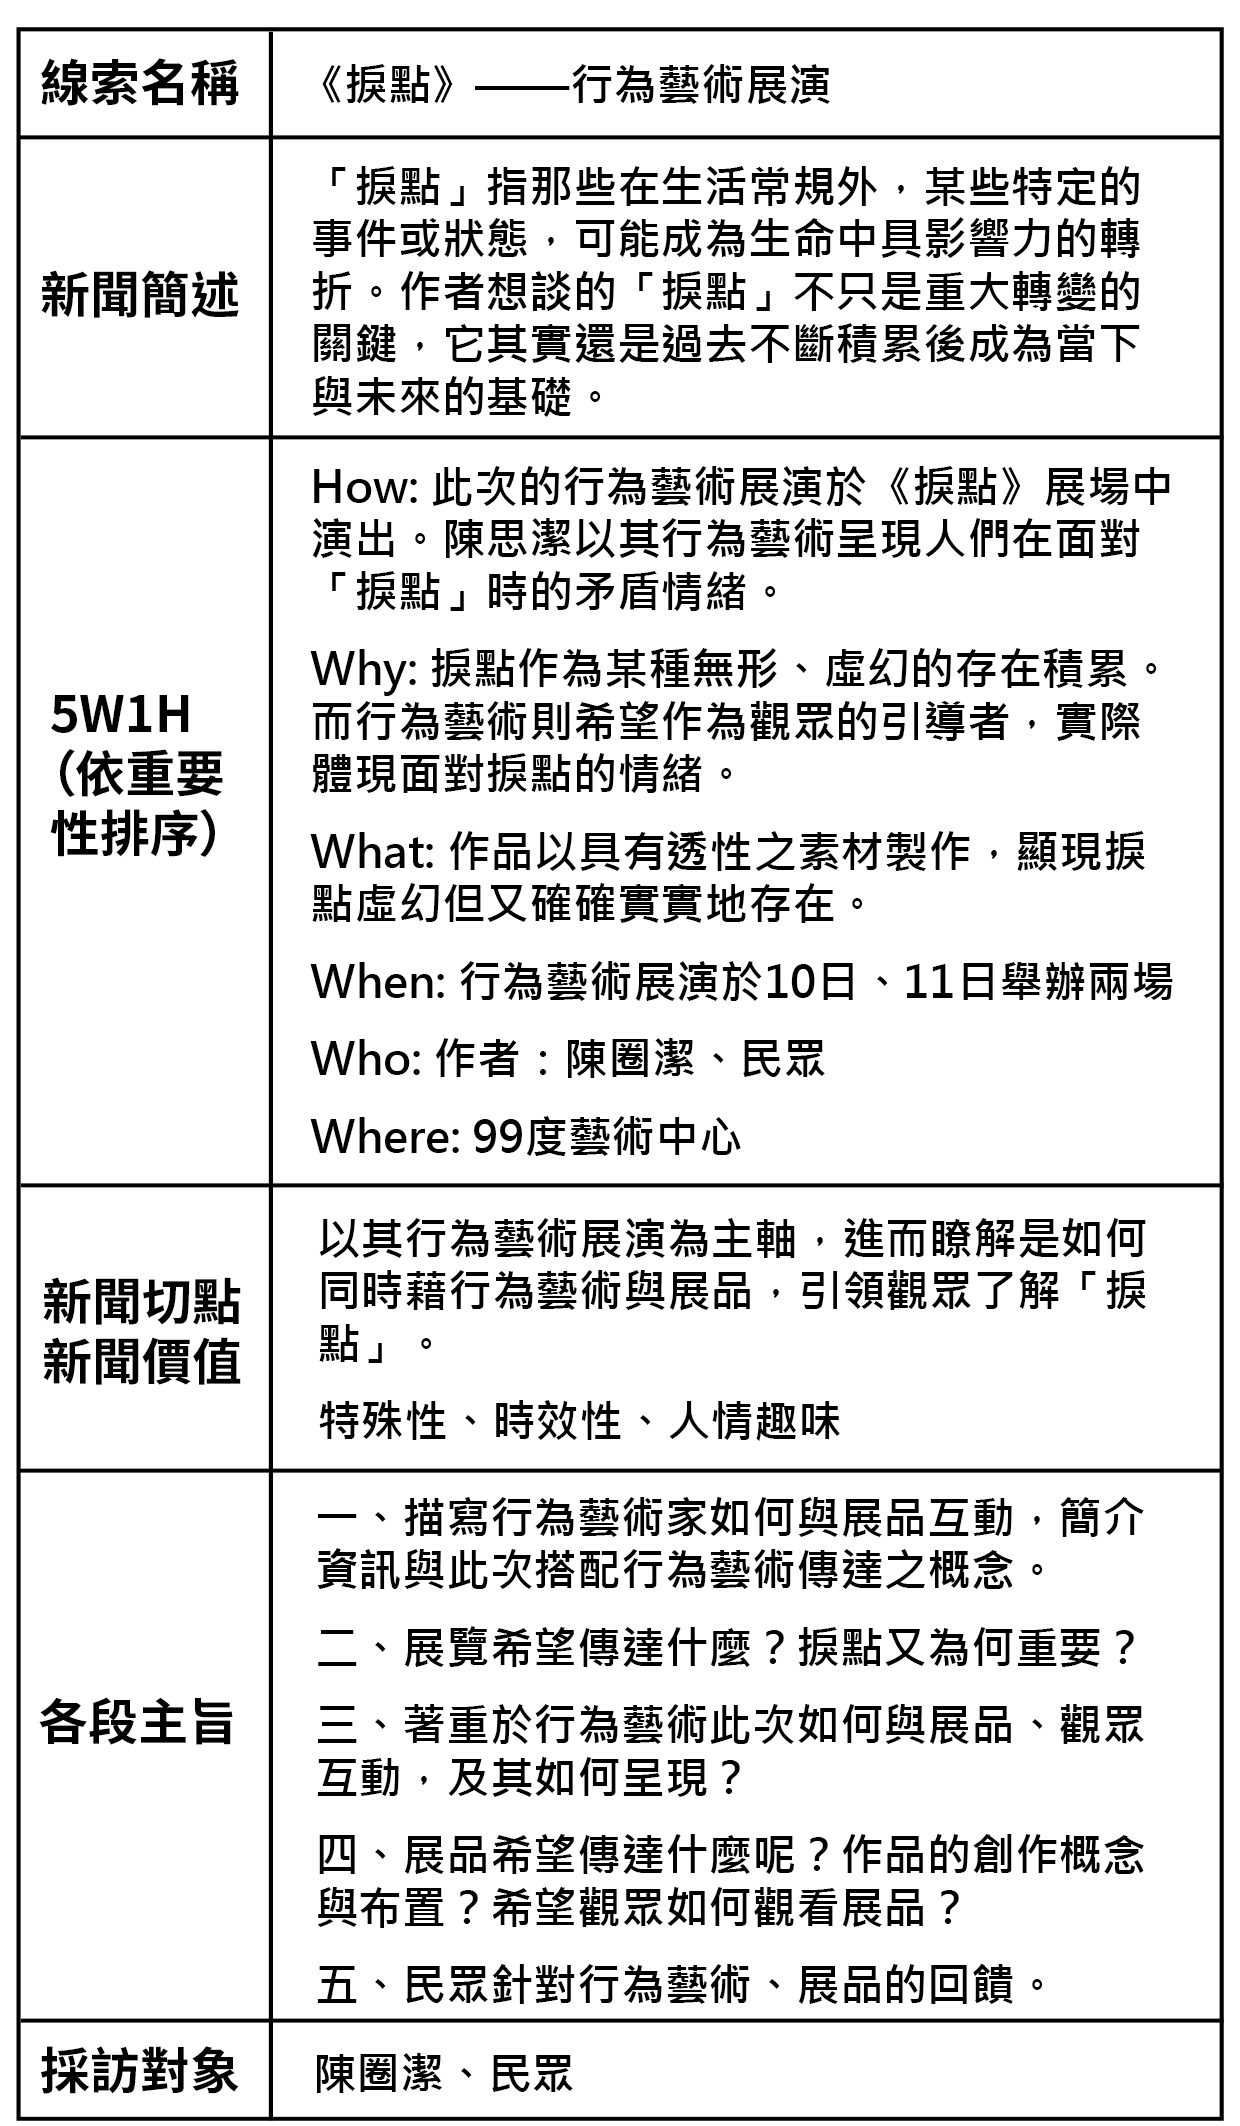 線索名稱
《捩點》——行為藝術展演
新聞簡述
「捩點」指那些在生活常規外，某些特定的
事件或狀態，可能成為生命中具影響力的轉
折。作者想談的「捩點」不只是重大轉變的
關鍵，它其實還是過去不斷積累後成為當下
與未來的基礎。
5W1H
（依重要
性排序）
How: 此次的行為藝術展演於《捩點》展場中
演出。陳思潔以其行為藝術呈現人們在面對
「捩點」時的矛盾情緒。
Why: 捩點作為某種無形、虛幻的存在積累。
而行為藝術則希望作為觀眾的引導者，實際
體現面對捩點的情緒。
What: 作品以具有透性之素材製作，顯現捩
點虛幻但又確確實實地存在。
When: 行為藝術展演於10日、11日舉辦兩場
Who: 作者：陳圈潔、民眾
Where: 99度藝術中心
新聞切點
新聞價值
以其行為藝術展演為主軸，進而瞭解是如何
同時藉行為藝術與展品，引領觀眾了解「捩
點」。
特殊性、時效性、人情趣味
各段主旨
一、描寫行為藝術家如何與展品互動，簡介
資訊與此次搭配行為藝術傳達之概念。
二、展覽希望傳達什麼？捩點又為何重要？
三、著重於行為藝術此次如何與展品、觀眾
互動，及其如何呈現？
四、展品希望傳達什麼呢？作品的創作概念
與布置？希望觀眾如何觀看展品？
五、民眾針對行為藝術、展品的回饋。
採訪對象
陳圈潔、民眾